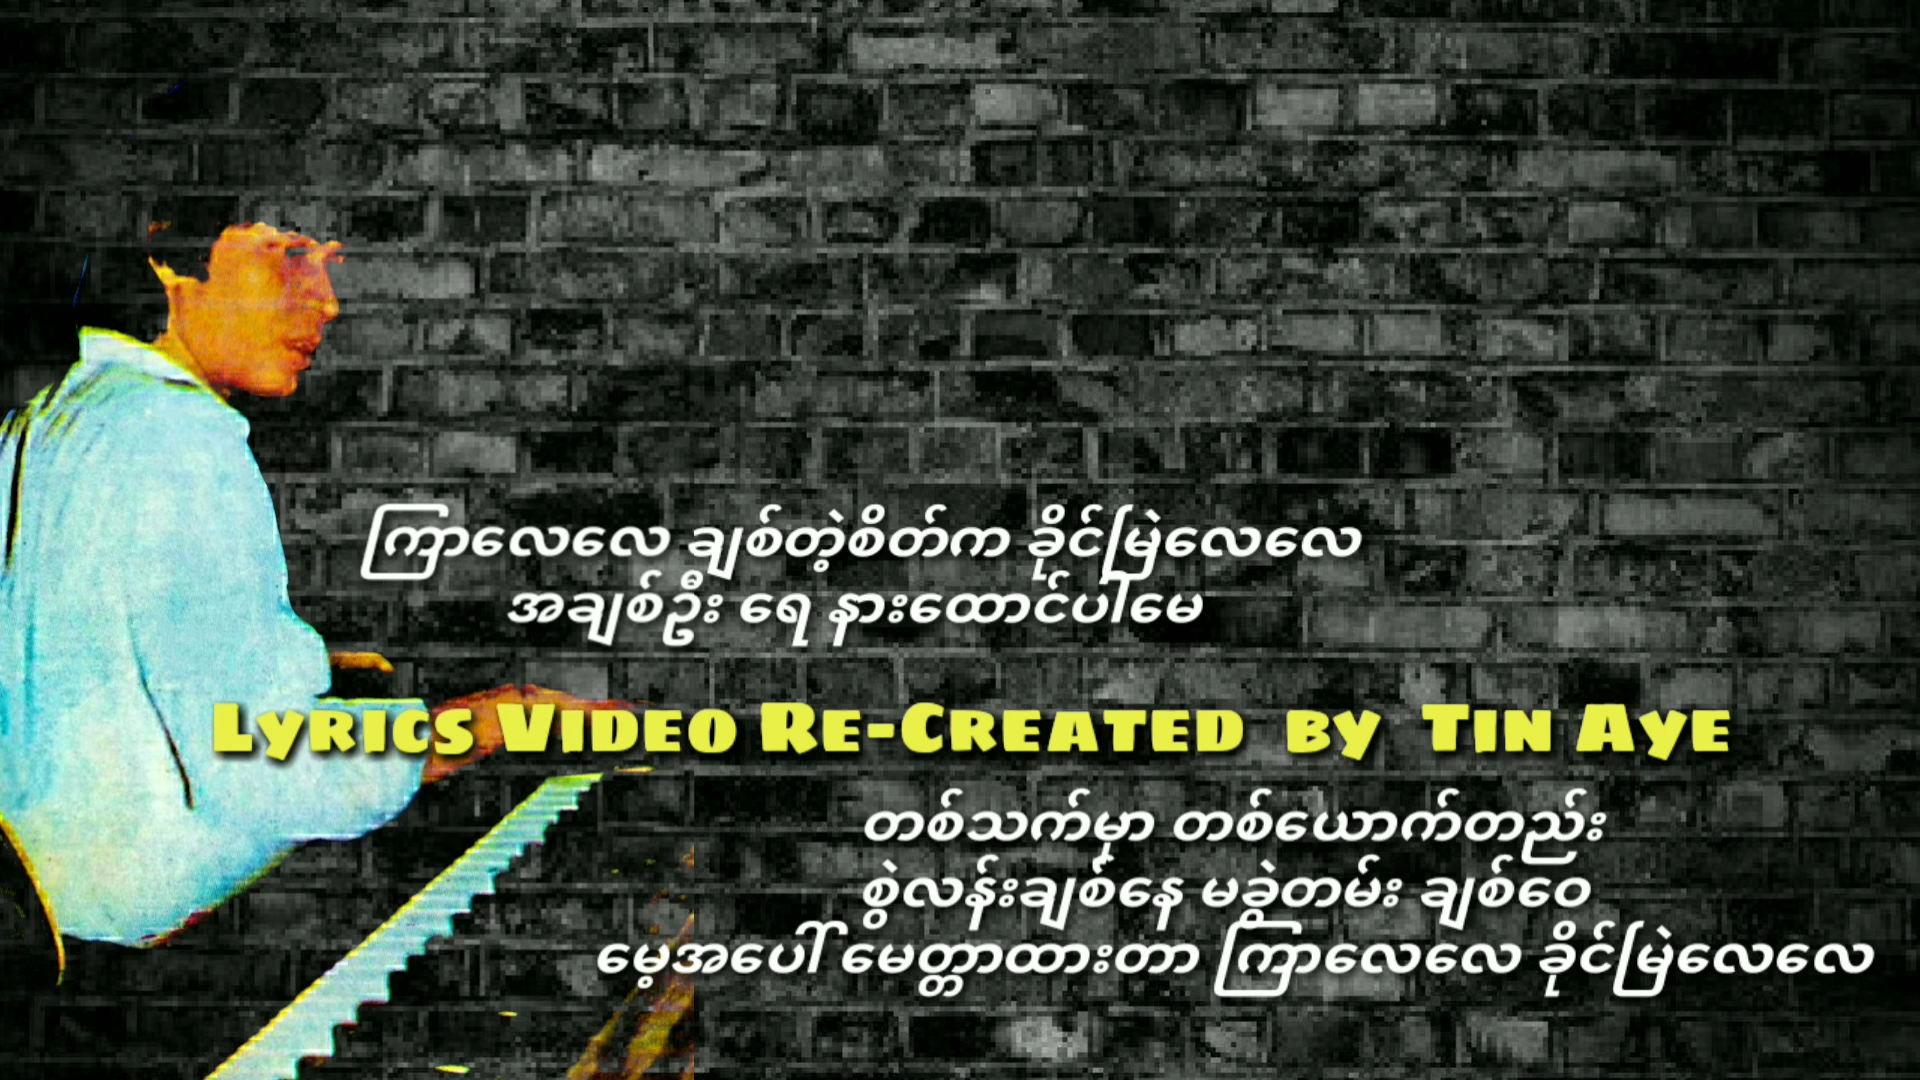 ကြာလေလေ ချစ်တဲ့စိတ်က ခိုင်မြဲလေလေ
အချစ်ဦး ရေ နားထောင်ပါမေ
Lyrics Video Re-Created by Tin Aye
တစ်သက်မှာ တစ်ယောက်တည်း
စွဲလန်းချစ်နေ မခွဲတမ်း ချစ်ဝေ
မေ့အပေါ် မေတ္တာထားတာ ကြာလေလေ ခိုင်မြဲလေလေ